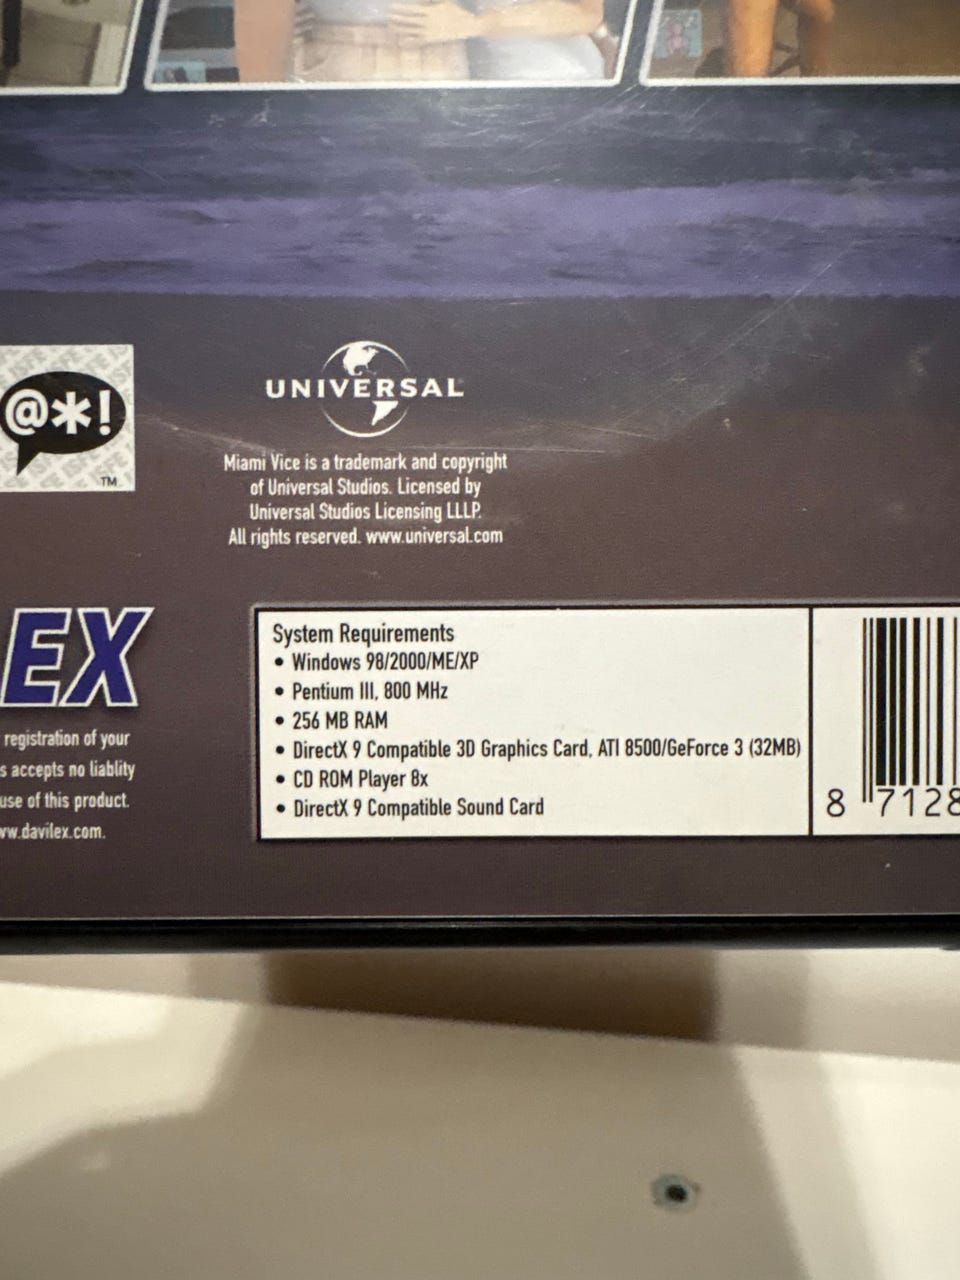 @*!
TM
UNIVERSAL
Miami Vice is a trademark and copyright
of Universal Studios. Licensed by
Universal Studios Licensing LLLP.
All rights reserved. www.universal.com
EX
registration of your
s accepts no liablity
use of this product.
ww.davilex.com.
System Requirements
• Windows 98/2000/ME/XP
• Pentium III, 800 MHz
• 256 MB RAM
• DirectX 9 Compatible 3D Graphics Card, ATI 8500/GeForce 3 (32MB)
• CD ROM Player 8x
• DirectX 9 Compatible Sound Card
8 7128